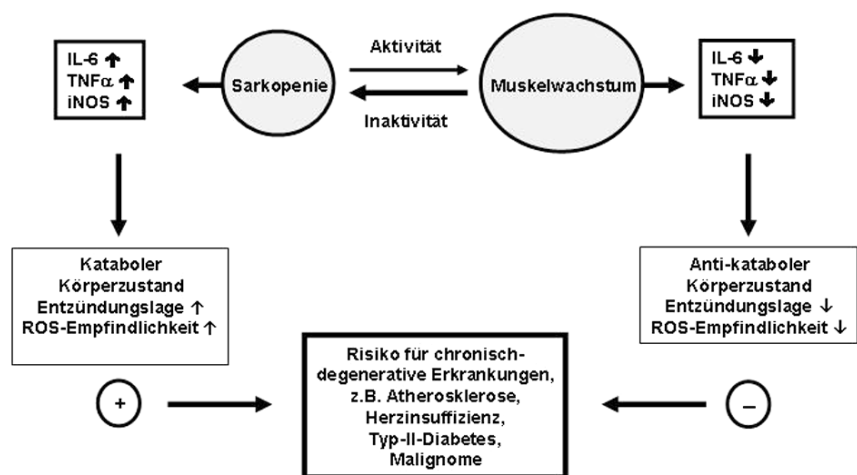 IL-6 ↑
TNFα ↑
iNOS ↑
Sarkopenie
Aktivität
Inaktivität
Muskelwachstum
IL-6 ↓
TNFα ↓
iNOS ↓
Kataboler
Körperzustand
Entzündungslage ↑
ROS-Empfindlichkeit ↑
Anti-kataboler
Körperzustand
Entzündungslage ↓
ROS-Empfindlichkeit ↓
+
Risiko für chronisch-
degenerative Erkrankungen,
z.B. Atherosklerose,
Herzinsuffizienz,
Typ-II-Diabetes,
Malignome
–